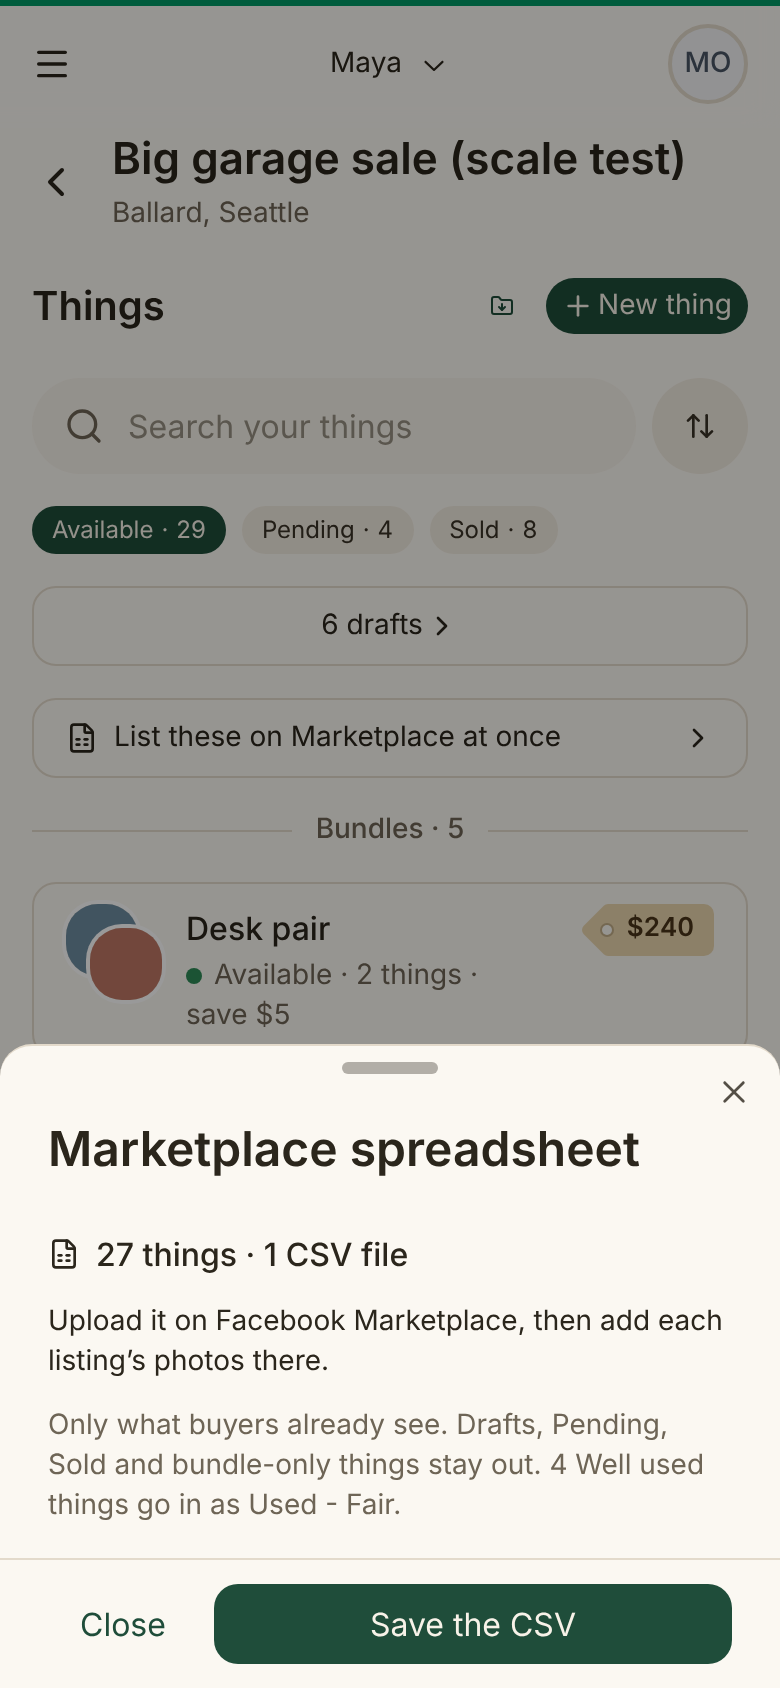 Maya
MO
Big garage sale (scale test)
Ballard, Seattle
Things
New thing
Search your things
Available · 29
Pending · 4
Sold · 8
6 drafts
List these on Marketplace at once
Bundles · 5
Desk pair
$240
Available · 2 things ·
save $5
Marketplace spreadsheet
27 things · 1 CSV file
Upload it on Facebook Marketplace, then add each
listing’s photos there.
Only what buyers already see. Drafts, Pending,
Sold and bundle-only things stay out. 4 Well used
things go in as Used - Fair.
Close
Save the CSV